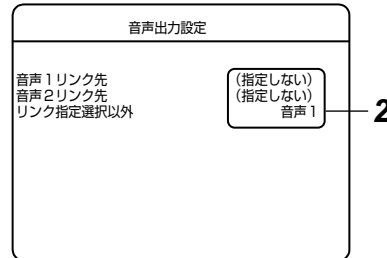 音声出力設定
音声１リンク先 (指定しない)
音声２リンク先 (指定しない)
リンク指定選択以外 音声１
2